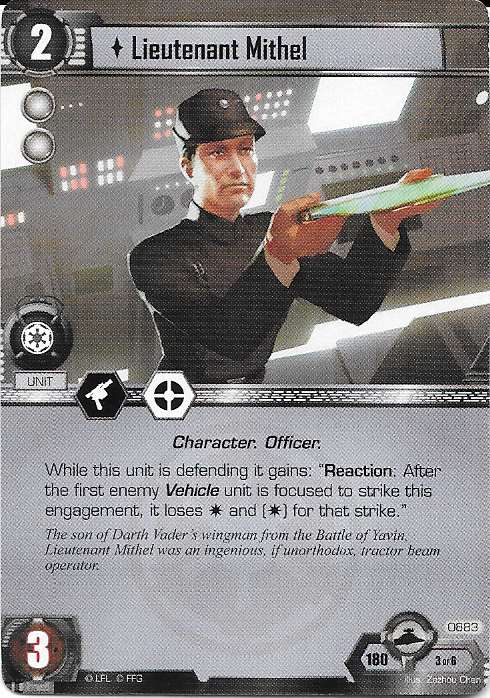 2
Lieutenant Mithel
UNIT
Character. Officer.
While this unit is defending it gains: “Reaction: After
the first enemy Vehicle unit is focused to strike this
engagement, it loses ✷ and (✷) for that strike.”
The son of Darth Vader’s wingman from the Battle of Yavin,
Lieutenant Mithel was an ingenious, if unorthodox, tractor beam
operator.
0883
3
180
3 of 6
© LFL © FFG
Illus. Zezhou Chen